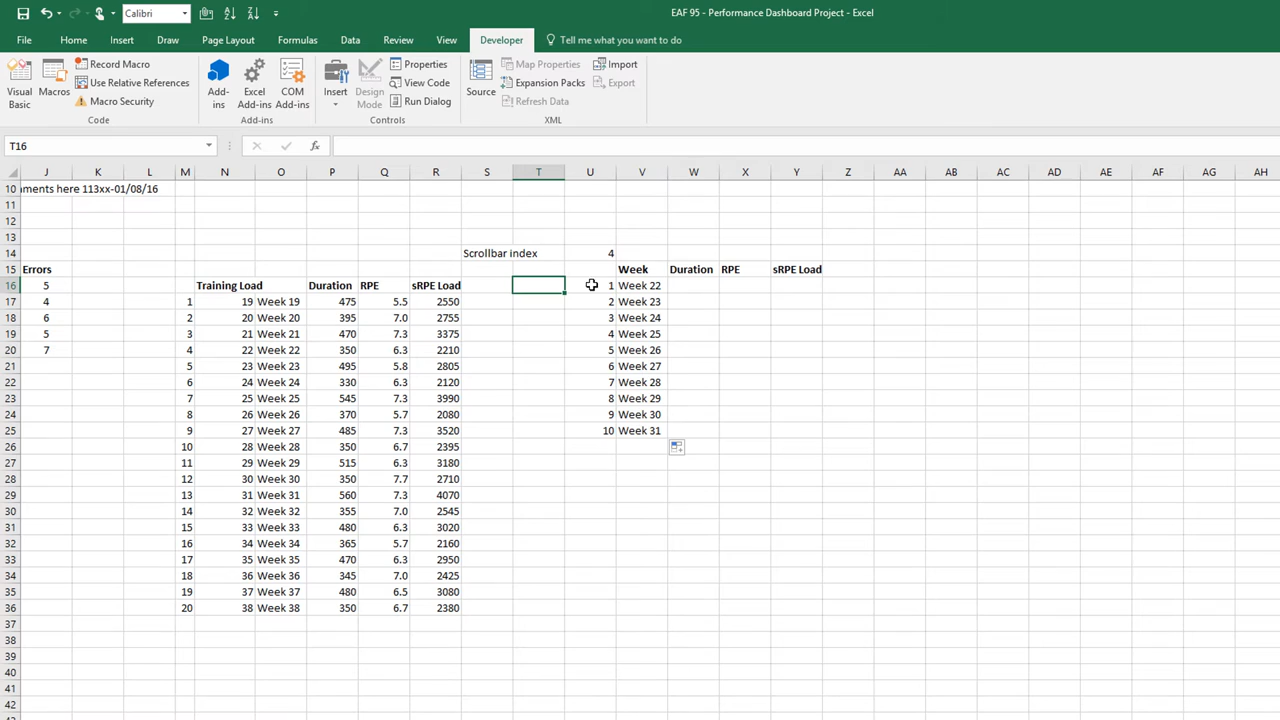 Calibri
EAF 95 - Performance Dashboard Project - Excel
File Home Insert Draw Page Layout Formulas Data Review View Developer Tell me what you want to do
Visual Basic
Macros
Record Macro
Use Relative References
Macro Security
Code
Add-ins
Excel Add-ins
COM Add-ins
Add-ins
Insert
Design Mode
Properties
View Code
Run Dialog
Controls
Source
Map Properties
Expansion Packs
Refresh Data
Import
Export
XML
T16
fx
J K L M N O P Q R S T U V W X Y Z AA AB AC AD AE AF AG AH
10 nments here 113xx-01/08/16
11
12
13
14 Scrollbar index 4
15 Errors Week Duration RPE sRPE Load
16 5 Training Load Duration RPE sRPE Load 1 Week 22
17 4 1 19 Week 19 475 5.5 2550 2 Week 23
18 6 2 20 Week 20 395 7.0 2755 3 Week 24
19 5 3 21 Week 21 470 7.3 3375 4 Week 25
20 7 4 22 Week 22 350 6.3 2210 5 Week 26
21 5 23 Week 23 495 5.8 2805 6 Week 27
22 6 24 Week 24 330 6.3 2120 7 Week 28
23 7 25 Week 25 545 7.3 3990 8 Week 29
24 8 26 Week 26 370 5.7 2080 9 Week 30
25 9 27 Week 27 485 7.3 3520 10 Week 31
26 10 28 Week 28 350 6.7 2395
27 11 29 Week 29 515 6.3 3180
28 12 30 Week 30 350 7.7 2710
29 13 31 Week 31 560 7.3 4070
30 14 32 Week 32 355 7.0 2545
31 15 33 Week 33 480 6.3 3020
32 16 34 Week 34 365 5.7 2160
33 17 35 Week 35 470 6.3 2950
34 18 36 Week 36 345 7.0 2425
35 19 37 Week 37 480 6.5 3080
36 20 38 Week 38 350 6.7 2380
37
38
39
40
41
42